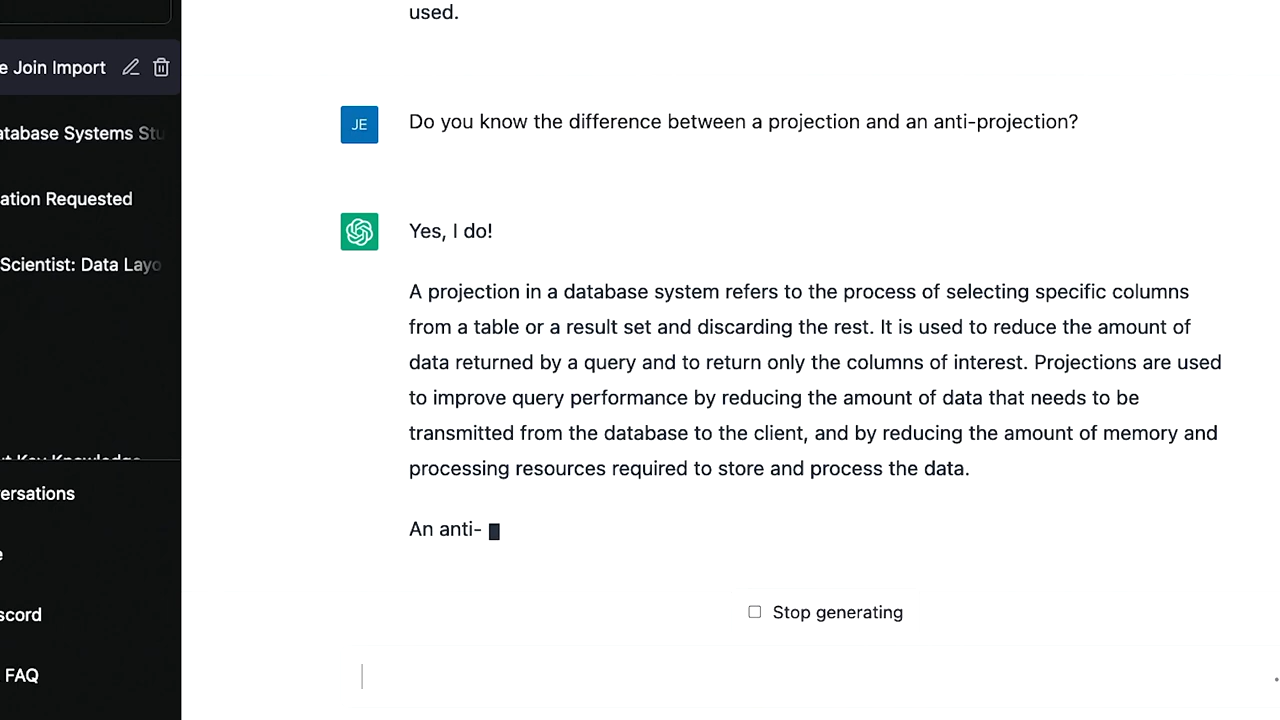 used.
e Join Import
Do you know the difference between a projection and an anti-projection?
JE
atabase Systems Stu
ation Requested
Yes, I do!
Scientist: Data Layo
A projection in a database system refers to the process of selecting specific columns
from a table or a result set and discarding the rest. It is used to reduce the amount of
data returned by a query and to return only the columns of interest. Projections are used
to improve query performance by reducing the amount of data that needs to be
transmitted from the database to the client, and by reducing the amount of memory and
processing resources required to store and process the data.
t Key Knowledge
ersations
An anti-
e
scord
Stop generating
FAQ